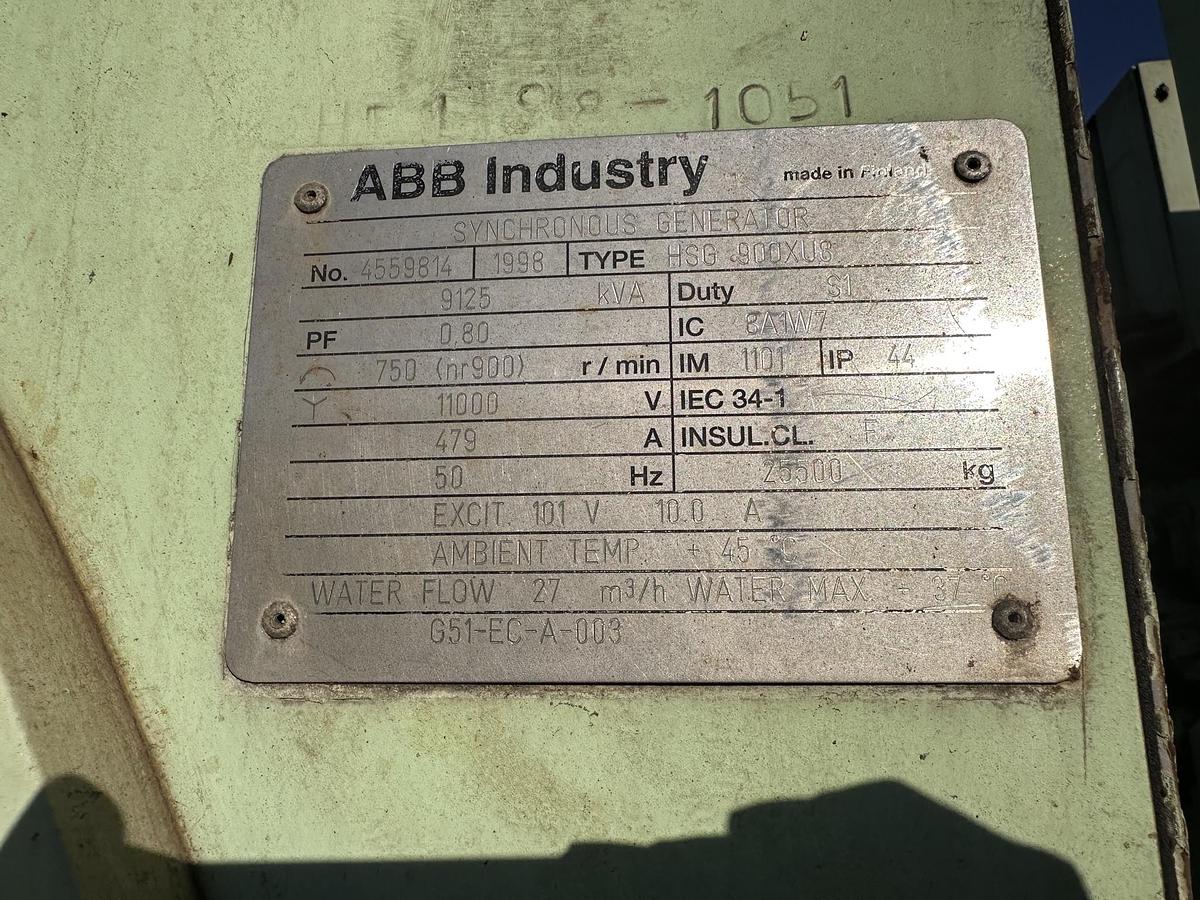 1 98-1051
ABB Industry made in Finland
SYNCHRONOUS GENERATOR
No. 4559814 1998 TYPE HSG 900XU8
9125 kVA Duty S1
PF 0,80 IC 8A1W7
750 (nr900) r/min IM 1101 IP 44
11000 V IEC 34-1
479 A INSUL.CL. F
50 Hz 25500 kg
EXCIT. 101 V 10.0 A
AMBIENT TEMP. + 45 °C
WATER FLOW 27 m³/h WATER MAX + 37 °C
G51-EC-A-003